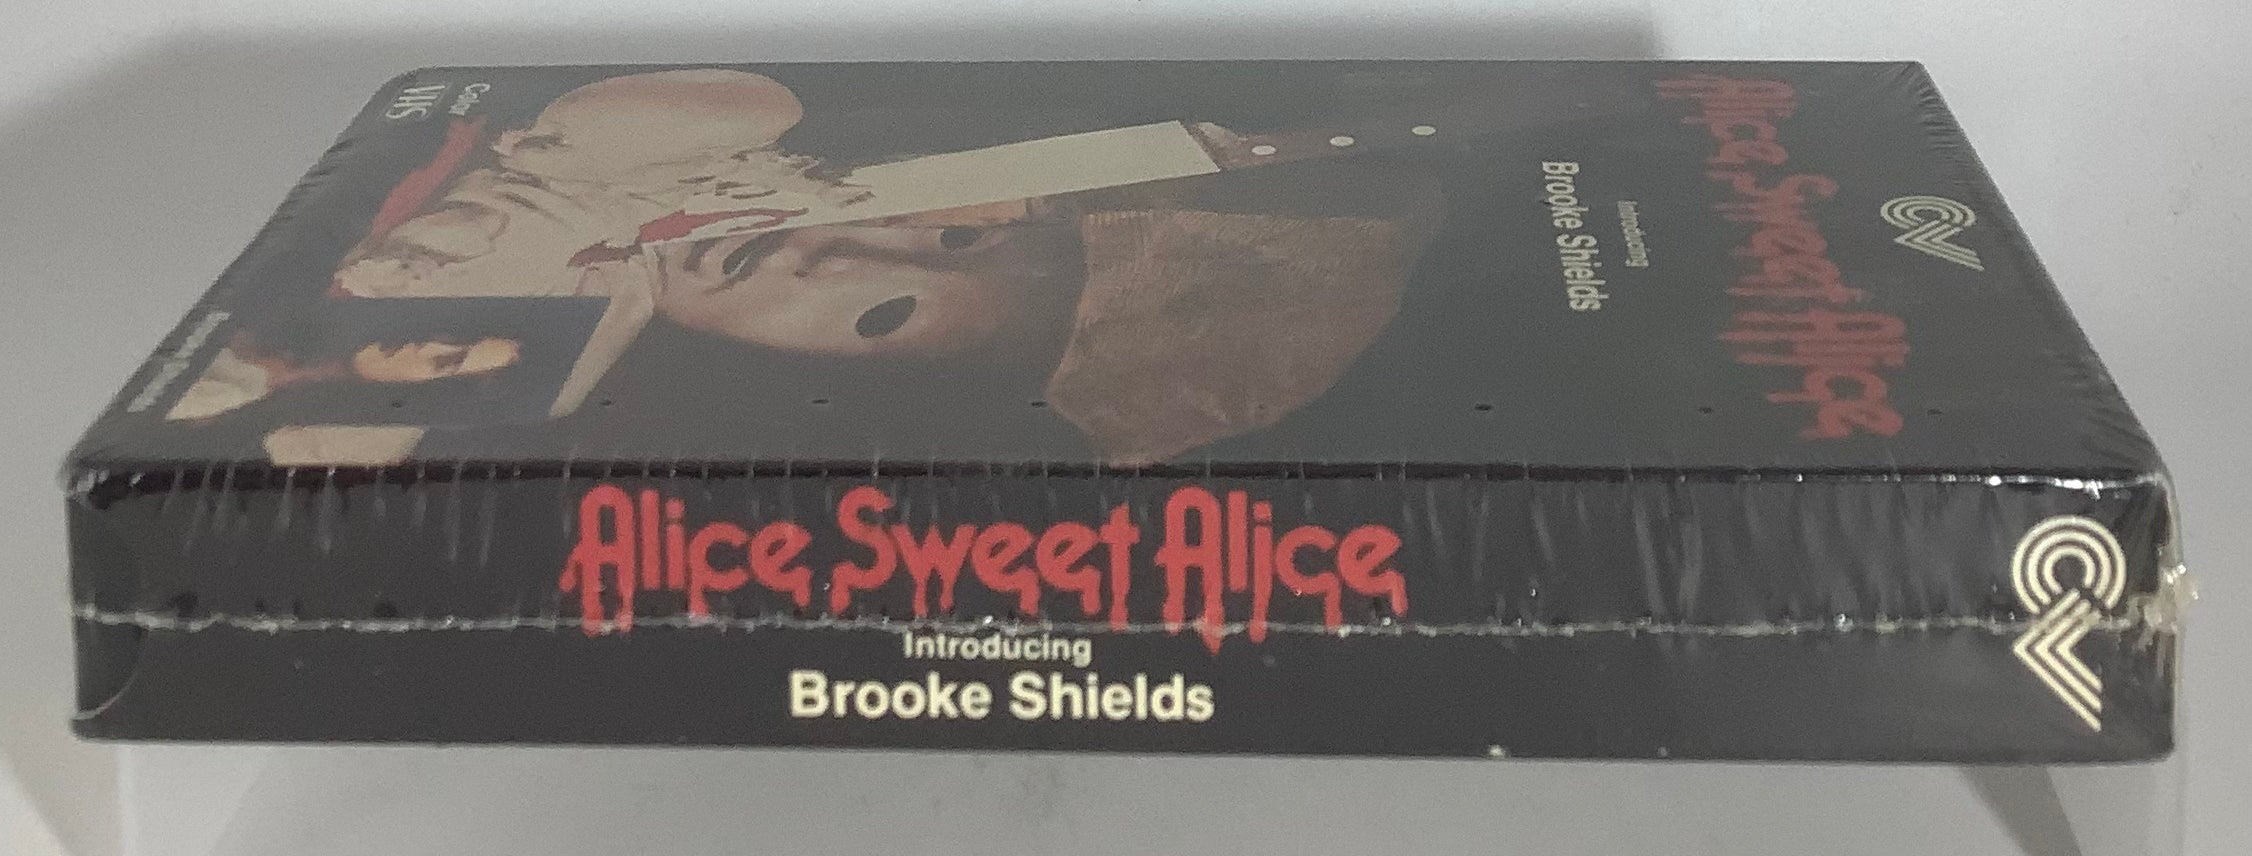 Alice Sweet Alice
Introducing
Brooke Shields
Color
VHS
CV
Alice Sweet Alice
Introducing
Brooke Shields
CV